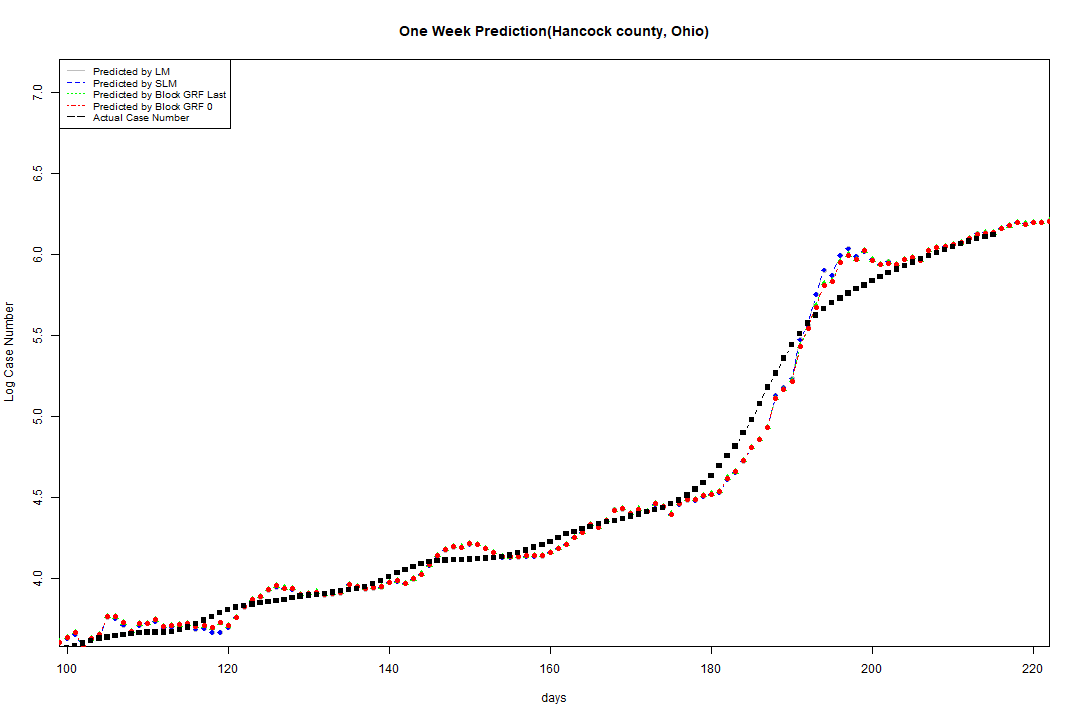 One Week Prediction(Hancock county, Ohio)
Predicted by LM
Predicted by SLM
Predicted by Block GRF Last
Predicted by Block GRF 0
Actual Case Number
7.0
6.5
6.0
5.5
5.0
4.5
4.0
Log Case Number
100 120 140 160 180 200 220
days